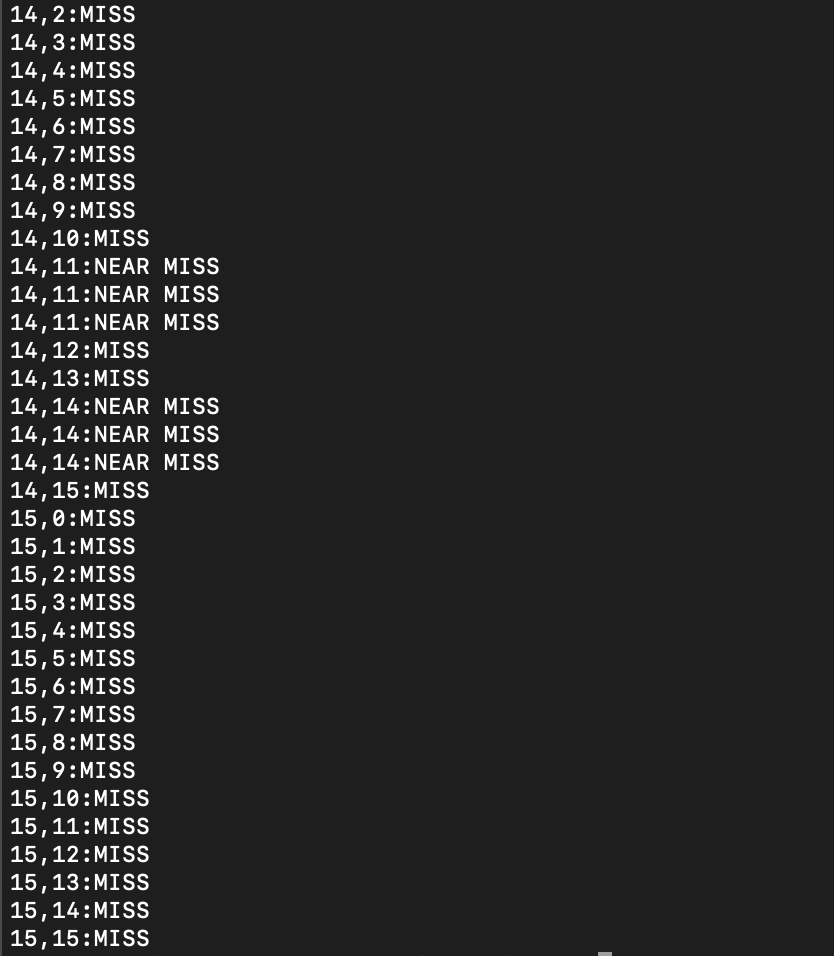 14,2:MISS
14,3:MISS
14,4:MISS
14,5:MISS
14,6:MISS
14,7:MISS
14,8:MISS
14,9:MISS
14,10:MISS
14,11:NEAR MISS
14,11:NEAR MISS
14,11:NEAR MISS
14,12:MISS
14,13:MISS
14,14:NEAR MISS
14,14:NEAR MISS
14,14:NEAR MISS
14,15:MISS
15,0:MISS
15,1:MISS
15,2:MISS
15,3:MISS
15,4:MISS
15,5:MISS
15,6:MISS
15,7:MISS
15,8:MISS
15,9:MISS
15,10:MISS
15,11:MISS
15,12:MISS
15,13:MISS
15,14:MISS
15,15:MISS